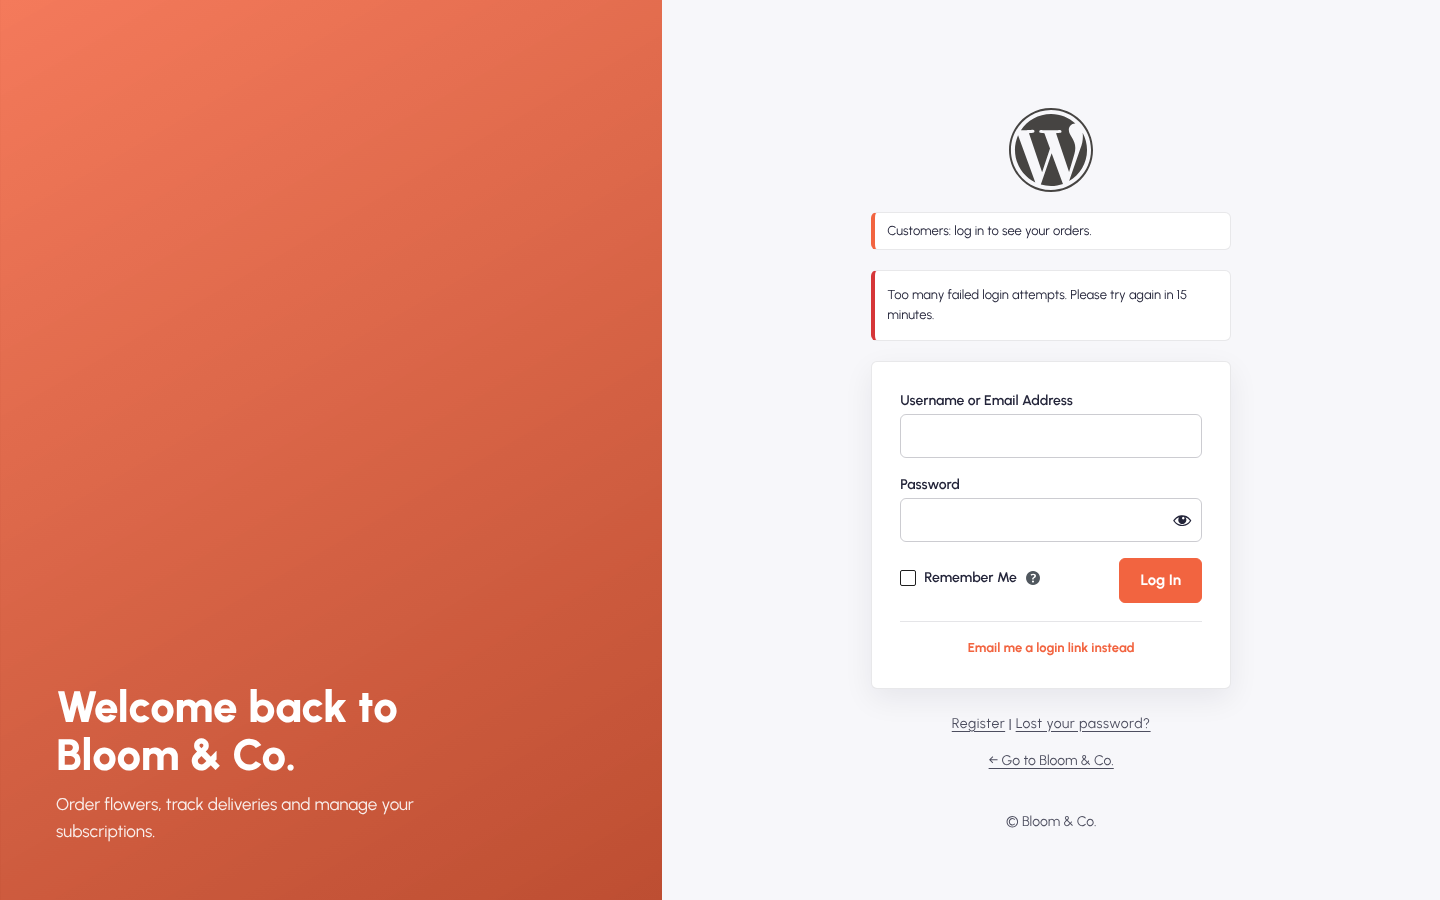 Welcome back to
Bloom & Co.
Order flowers, track deliveries and manage your
subscriptions.
Customers: log in to see your orders.
Too many failed login attempts. Please try again in 15
minutes.
Username or Email Address
Password
Remember Me ?
Log In
Email me a login link instead
Register | Lost your password?
← Go to Bloom & Co.
© Bloom & Co.